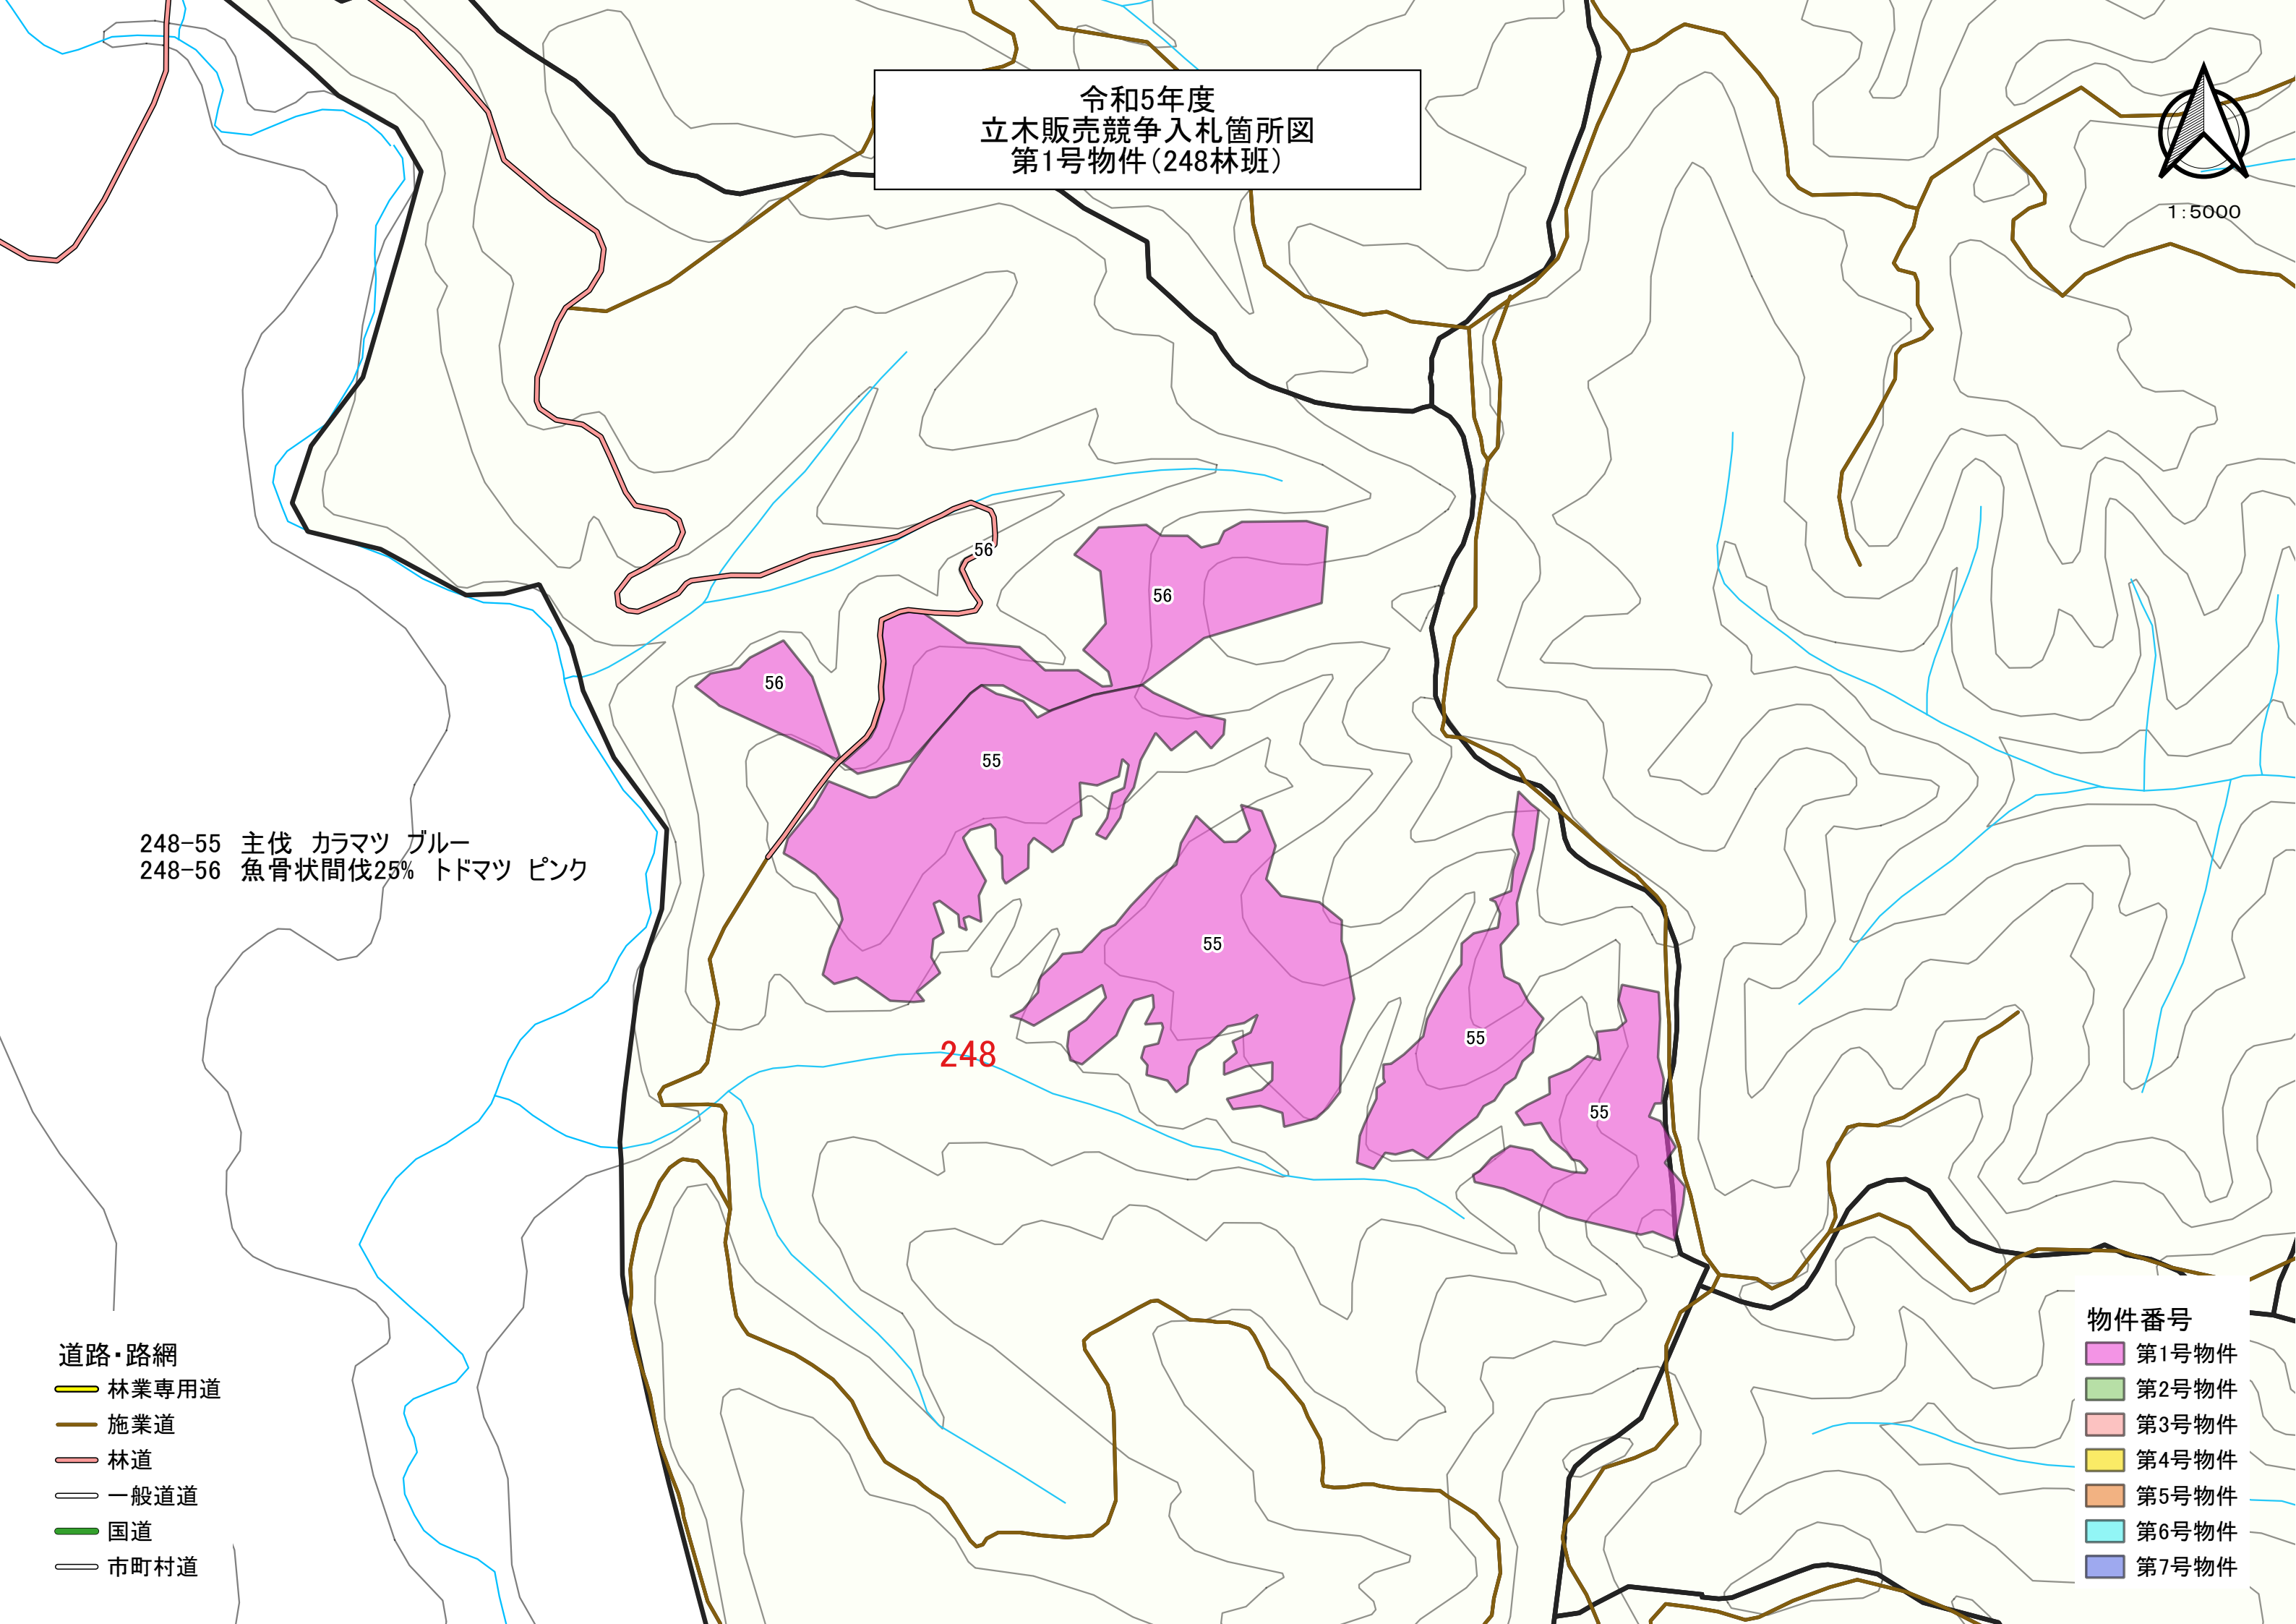 令和5年度
立木販売競争入札箇所図
第1号物件(248林班)
1:5000
56
56
56
55
248-55 主伐 カラマツ ブルー
248-56 魚骨状間伐25% トドマツ ピンク
55
55
248
55
道路・路網
林業専用道
施業道
林道
一般道道
国道
市町村道
物件番号
第1号物件
第2号物件
第3号物件
第4号物件
第5号物件
第6号物件
第7号物件